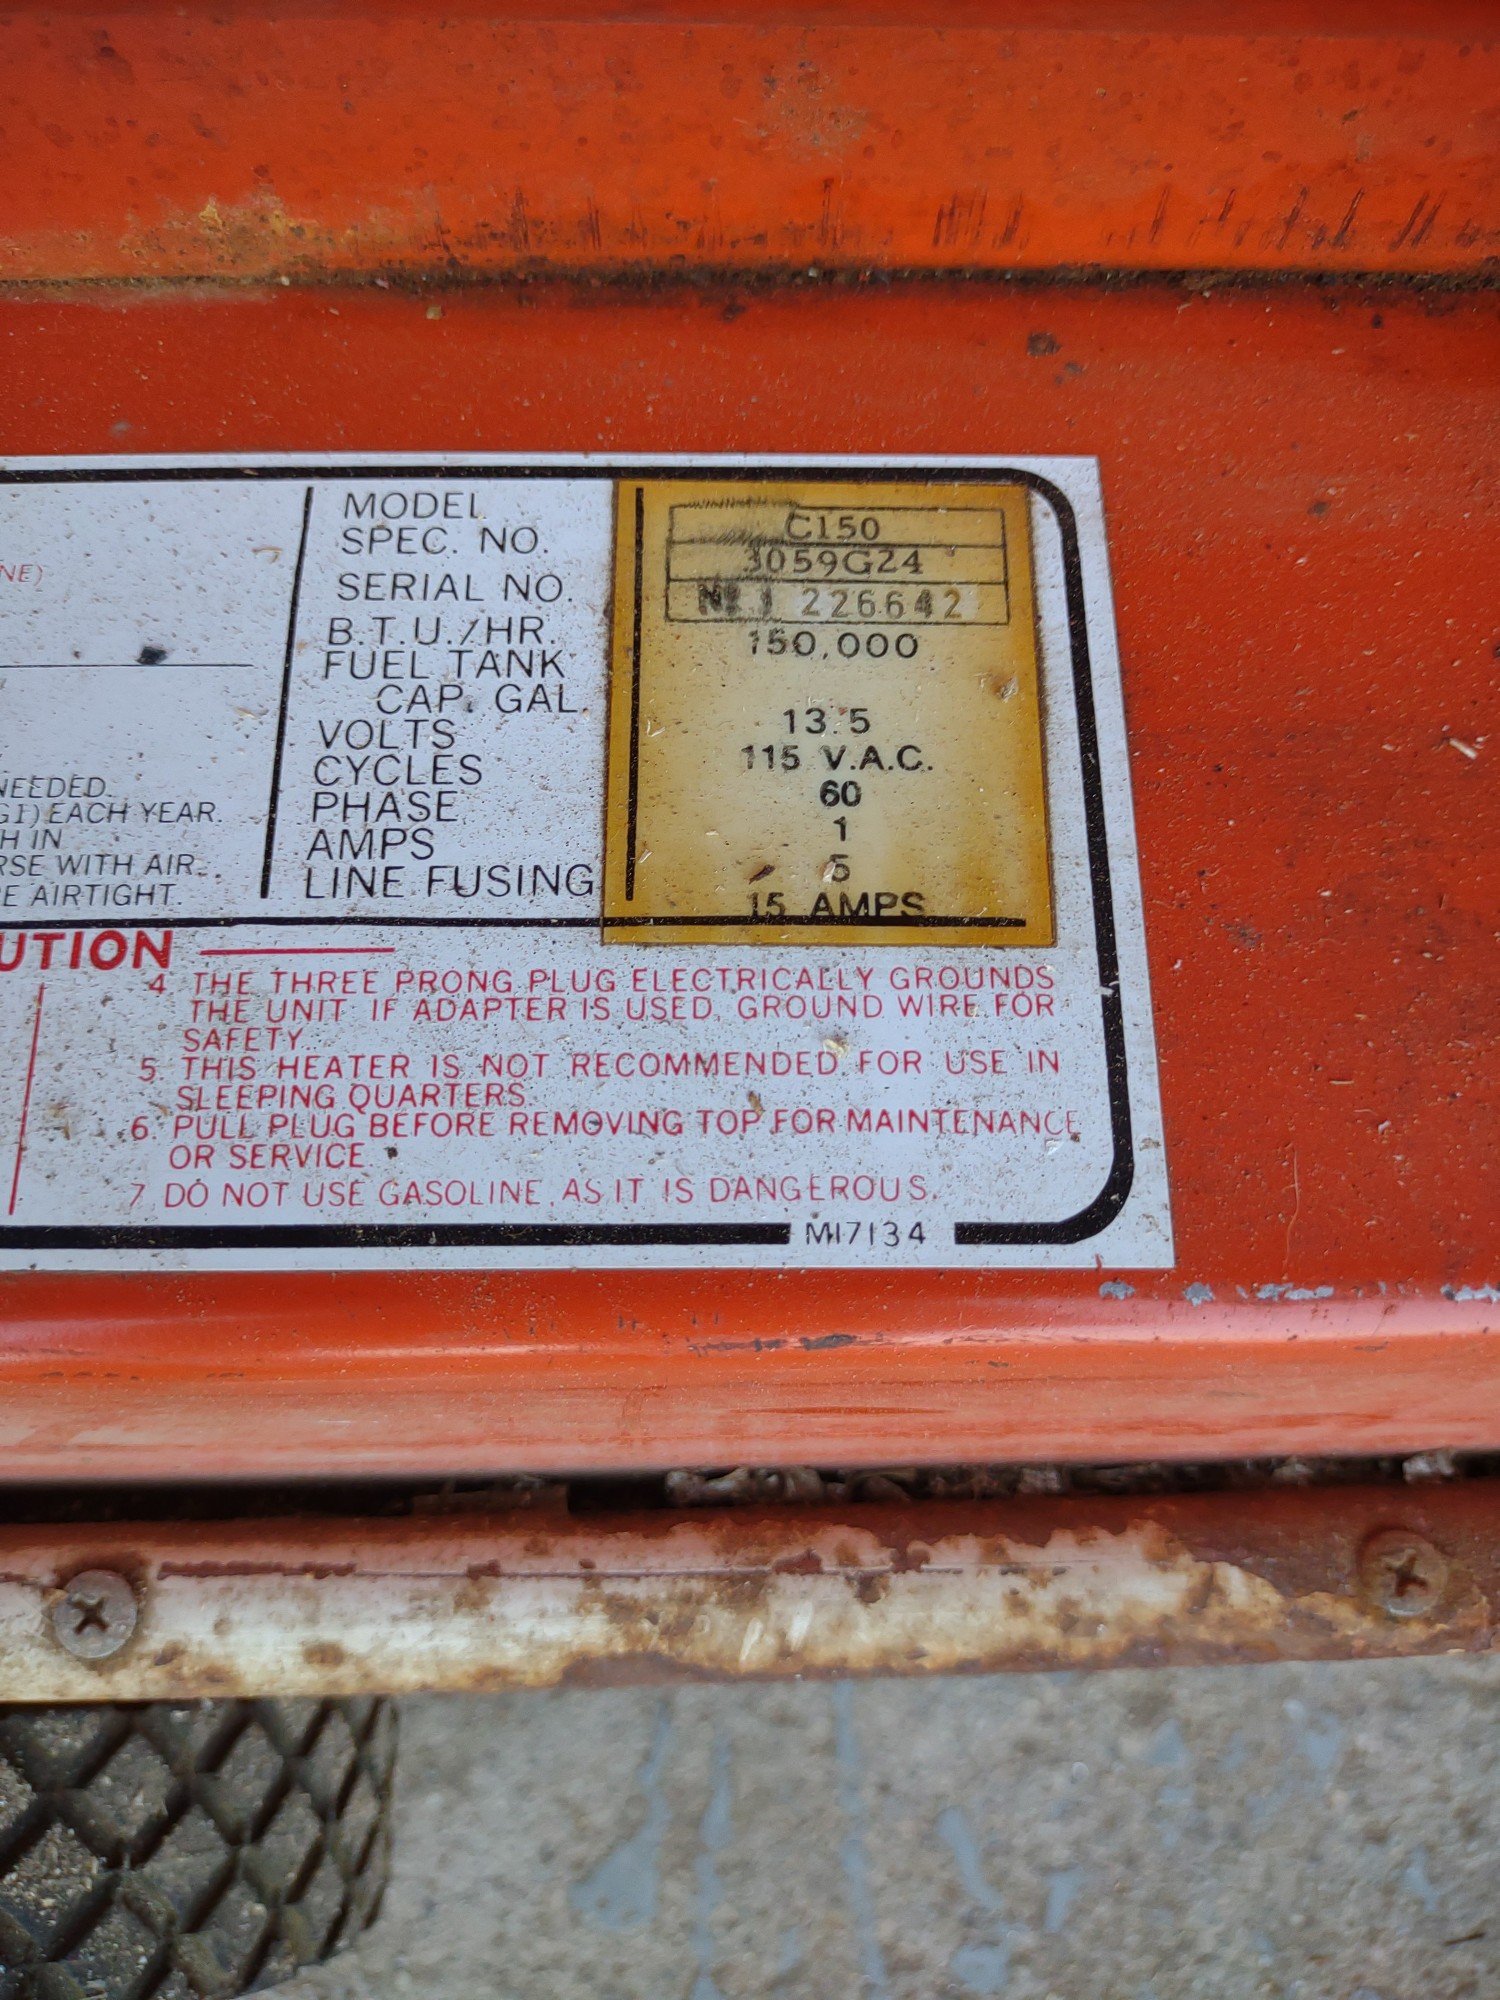 NE)
NEEDED.
GI) EACH YEAR.
H IN
RSE WITH AIR.
E AIRTIGHT.
MODEL C150
SPEC. NO. 3059G24
SERIAL NO. 226642
B.T.U./HR. 150,000
FUEL TANK
CAP. GAL. 13.5
VOLTS 115 V.A.C.
CYCLES 60
PHASE 1
AMPS 5
LINE FUSING 15 AMPS
UTION
4 THE THREE PRONG PLUG ELECTRICALLY GROUNDS
THE UNIT IF ADAPTER IS USED, GROUND WIRE FOR
SAFETY.
5. THIS HEATER IS NOT RECOMMENDED FOR USE IN
SLEEPING QUARTERS.
6. PULL PLUG BEFORE REMOVING TOP FOR MAINTENANCE
OR SERVICE
7 DO NOT USE GASOLINE, AS IT IS DANGEROUS.
M17134